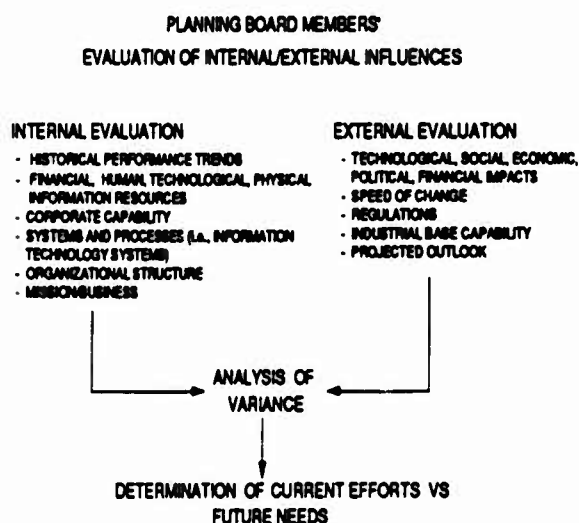 PLANNING BOARD MEMBERS'
EVALUATION OF INTERNAL/EXTERNAL INFLUENCES
INTERNAL EVALUATION
- HISTORICAL PERFORMANCE TRENDS
- FINANCIAL, HUMAN, TECHNOLOGICAL, PHYSICAL
INFORMATION RESOURCES
- CORPORATE CAPABILITY
- SYSTEMS AND PROCESSES (i.e., INFORMATION
TECHNOLOGY SYSTEMS)
- ORGANIZATIONAL STRUCTURE
- MISSION/BUSINESS
EXTERNAL EVALUATION
- TECHNOLOGICAL, SOCIAL, ECONOMIC,
POLITICAL, FINANCIAL IMPACTS
- SPEED OF CHANGE
- REGULATIONS
- INDUSTRIAL BASE CAPABILITY
- PROJECTED OUTLOOK
ANALYSIS OF
VARIANCE
DETERMINATION OF CURRENT EFFORTS VS
FUTURE NEEDS